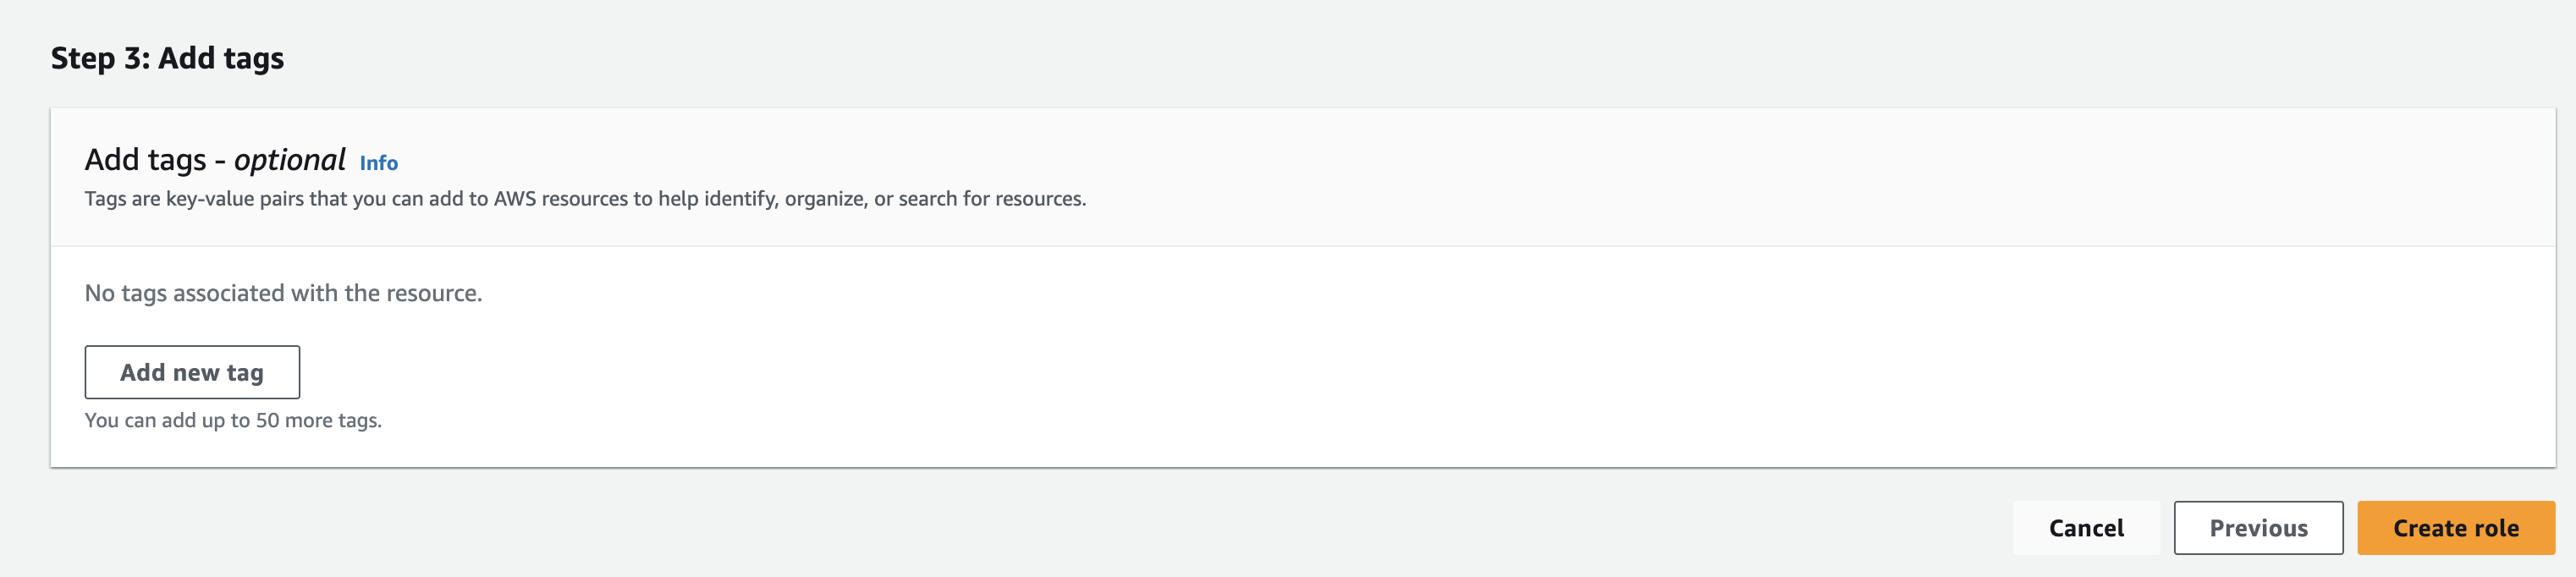 Step 3: Add tags
Add tags - optional Info
Tags are key-value pairs that you can add to AWS resources to help identify, organize, or search for resources.
No tags associated with the resource.
Add new tag
You can add up to 50 more tags.
Cancel Previous Create role